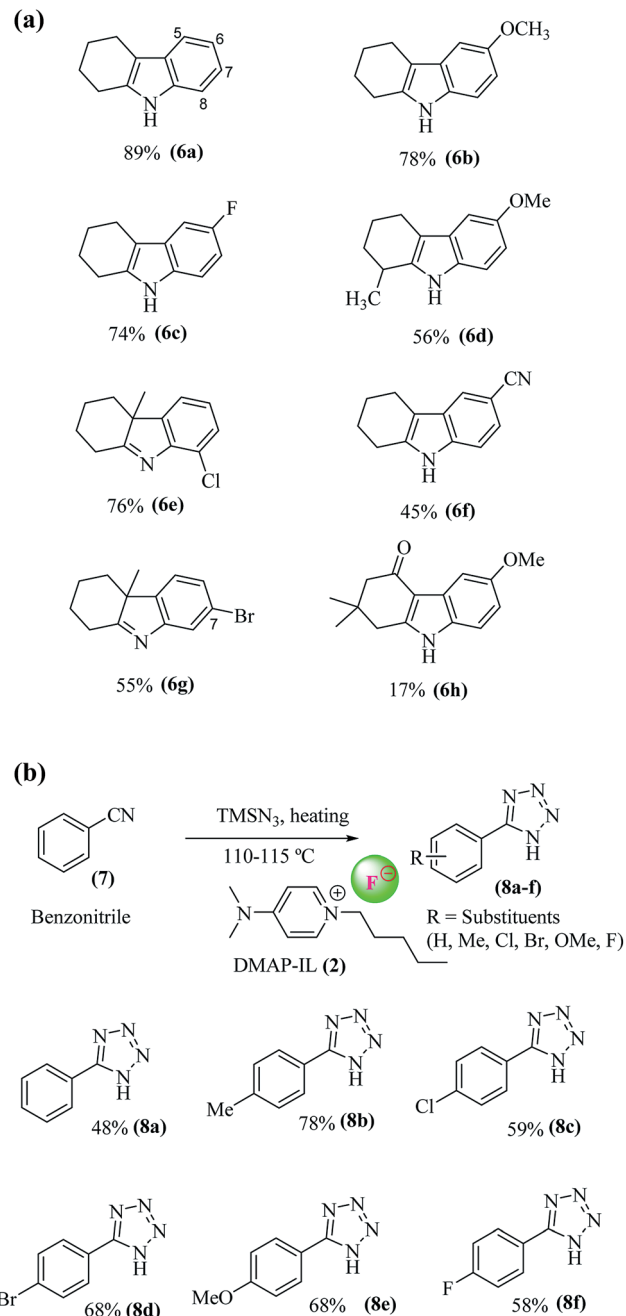 (a)
5
6
7
8
N
H
89% (6a)
OCH3
N
H
78% (6b)
F
N
H
74% (6c)
OMe
H3C
N
H
56% (6d)
N
Cl
76% (6e)
CN
N
H
45% (6f)
N
7
Br
55% (6g)
O
OMe
N
H
17% (6h)
(b)
CN
(7)
Benzonitrile
TMSN3, heating
110-115 ºC
F−
N
N+
DMAP-IL (2)
N
N
N
N
H
R
(8a-f)
R = Substituents
(H, Me, Cl, Br, OMe, F)
N
N
N
N
H
48% (8a)
N
N
N
N
H
Me
78% (8b)
N
N
N
N
H
Cl
59% (8c)
N
N
N
N
H
Br
68% (8d)
N
N
N
N
H
MeO
68% (8e)
N
N
N
N
H
F
58% (8f)